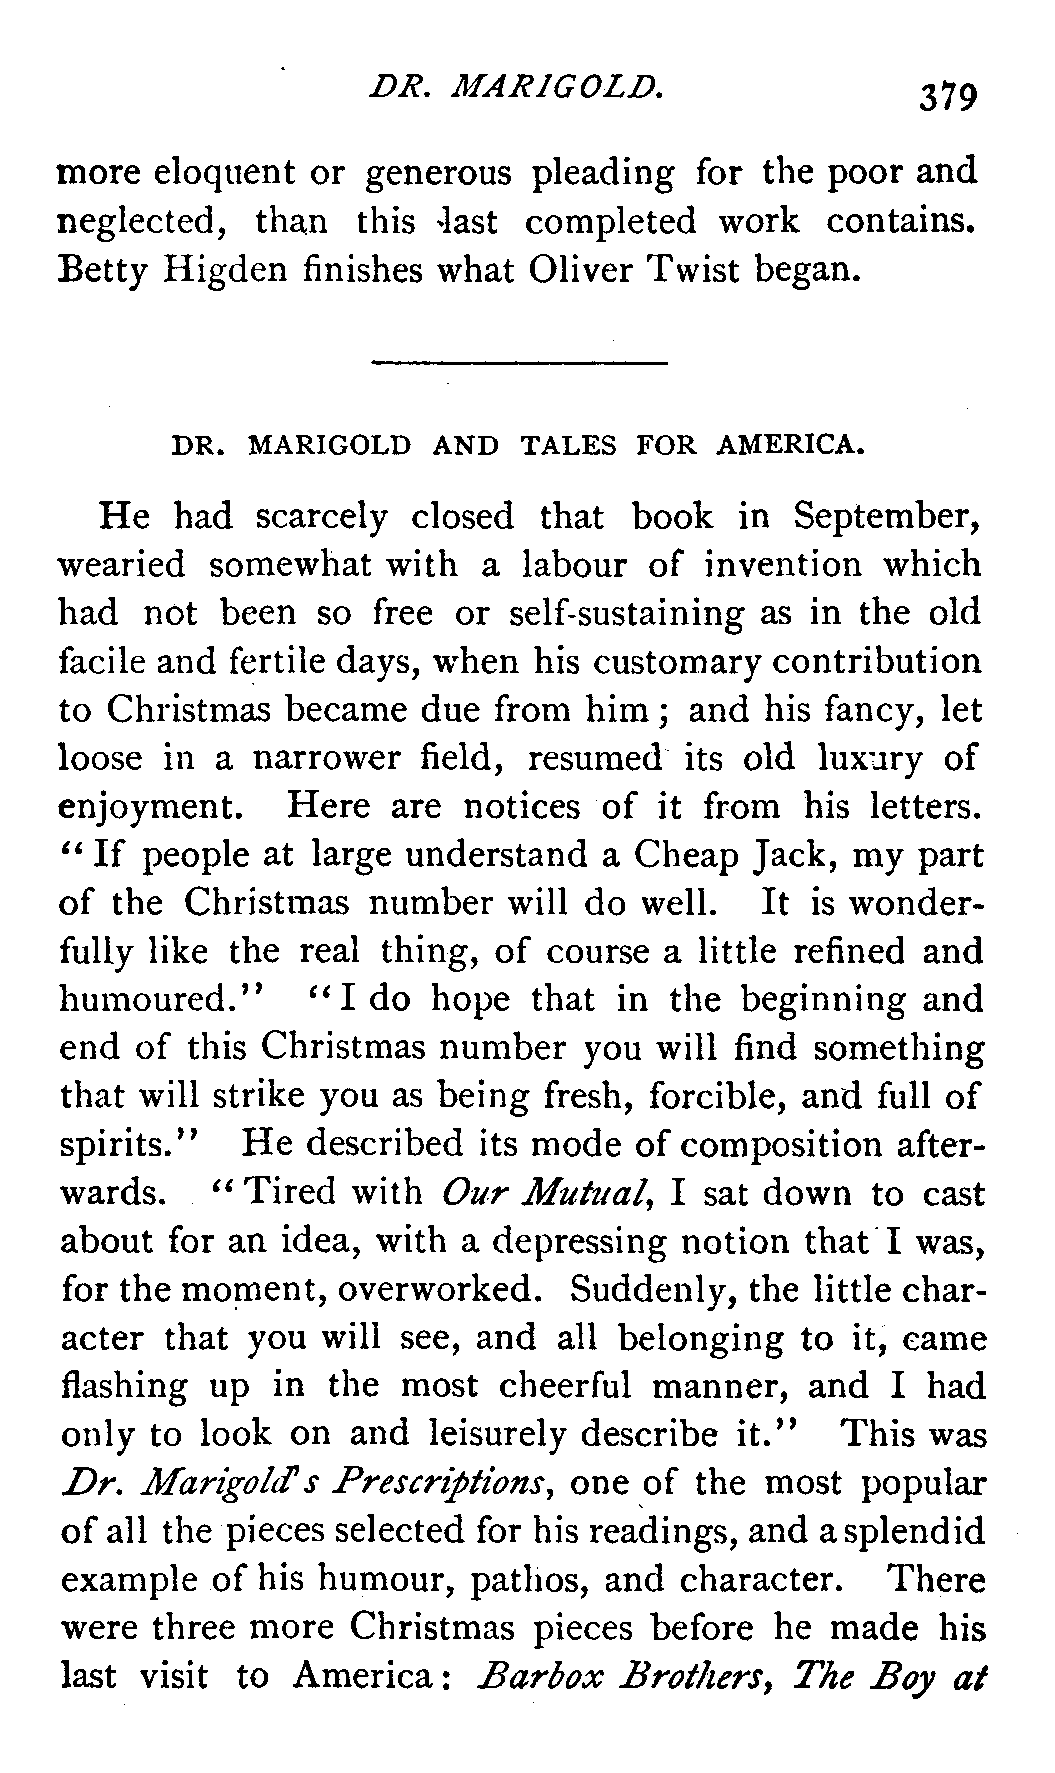 DR. MARIGOLD. 379
more eloquent or generous pleading for the poor and
neglected, than this last completed work contains.
Betty Higden finishes what Oliver Twist began.
DR. MARIGOLD AND TALES FOR AMERICA.
He had scarcely closed that book in September,
wearied somewhat with a labour of invention which
had not been so free or self-sustaining as in the old
facile and fertile days, when his customary contribution
to Christmas became due from him; and his fancy, let
loose in a narrower field, resumed its old luxury of
enjoyment. Here are notices of it from his letters.
“If people at large understand a Cheap Jack, my part
of the Christmas number will do well. It is wonder-
fully like the real thing, of course a little refined and
humoured.” “I do hope that in the beginning and
end of this Christmas number you will find something
that will strike you as being fresh, forcible, and full of
spirits.” He described its mode of composition after-
wards. “Tired with Our Mutual, I sat down to cast
about for an idea, with a depressing notion that I was,
for the moment, overworked. Suddenly, the little char-
acter that you will see, and all belonging to it, came
flashing up in the most cheerful manner, and I had
only to look on and leisurely describe it.” This was
Dr. Marigold's Prescriptions, one of the most popular
of all the pieces selected for his readings, and a splendid
example of his humour, pathos, and character. There
were three more Christmas pieces before he made his
last visit to America: Barbox Brothers, The Boy at